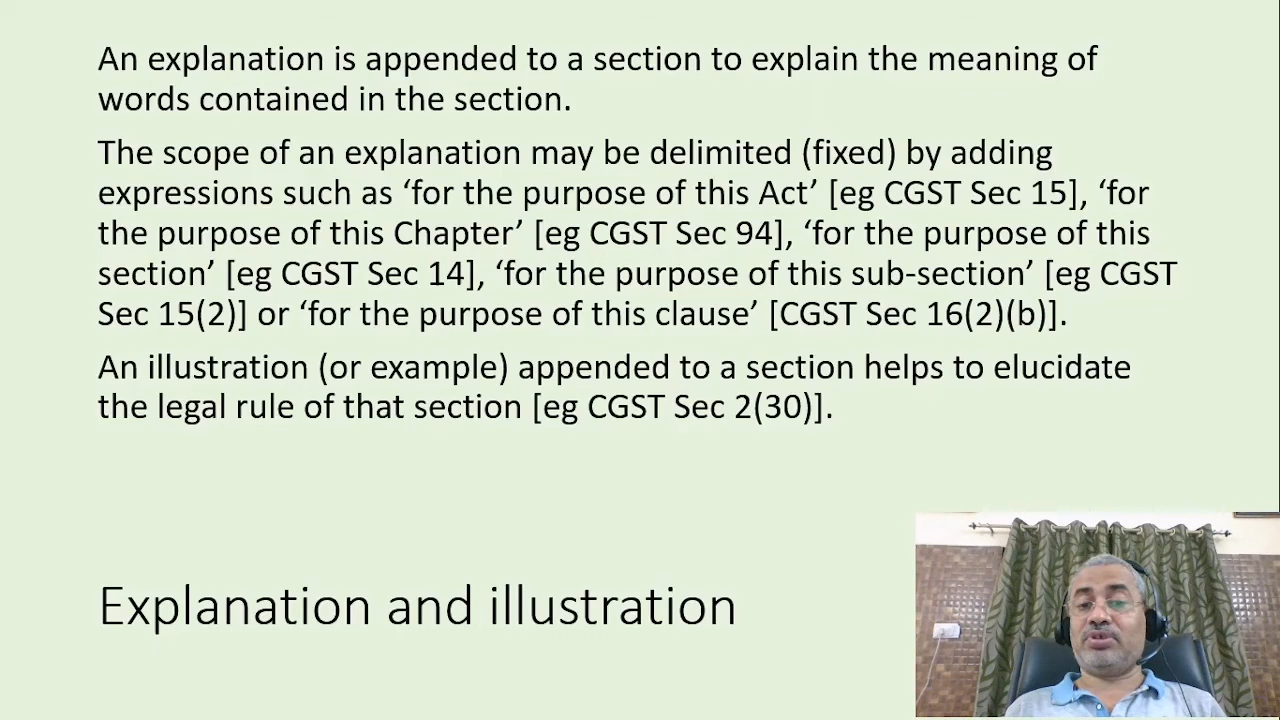 An explanation is appended to a section to explain the meaning of
words contained in the section.
The scope of an explanation may be delimited (fixed) by adding
expressions such as ‘for the purpose of this Act’ [eg CGST Sec 15], ‘for
the purpose of this Chapter’ [eg CGST Sec 94], ‘for the purpose of this
section’ [eg CGST Sec 14], ‘for the purpose of this sub-section’ [eg CGST
Sec 15(2)] or ‘for the purpose of this clause’ [CGST Sec 16(2)(b)].
An illustration (or example) appended to a section helps to elucidate
the legal rule of that section [eg CGST Sec 2(30)].
Explanation and illustration